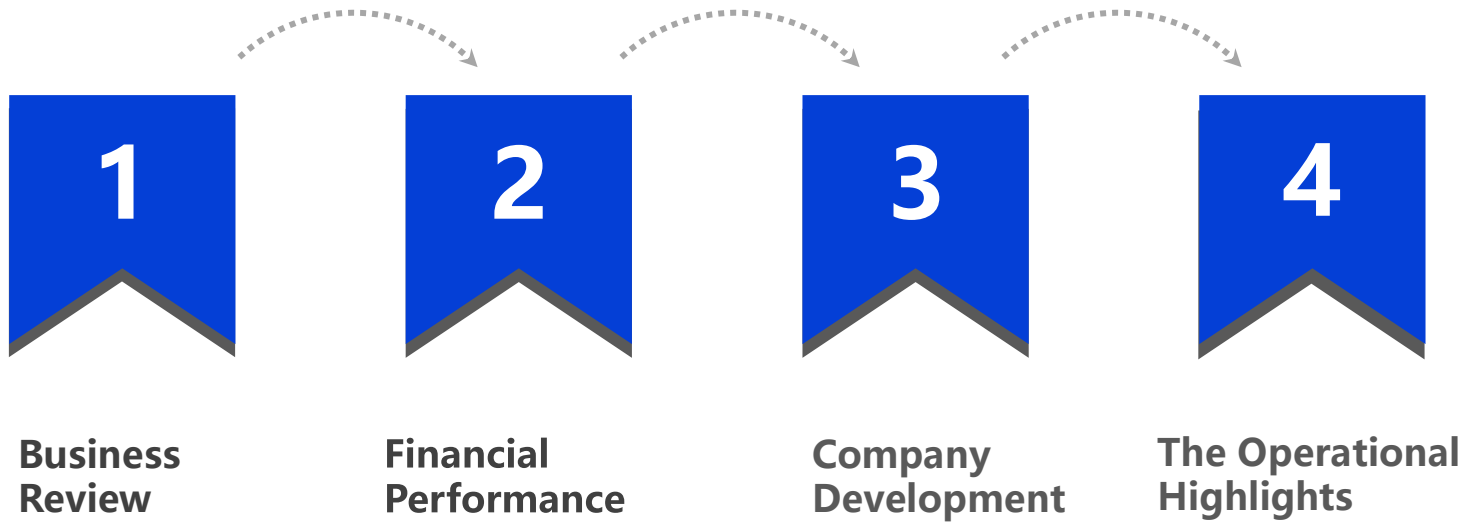 1
2
3
4
Business
Review
Financial
Performance
Company
Development
The Operational
Highlights